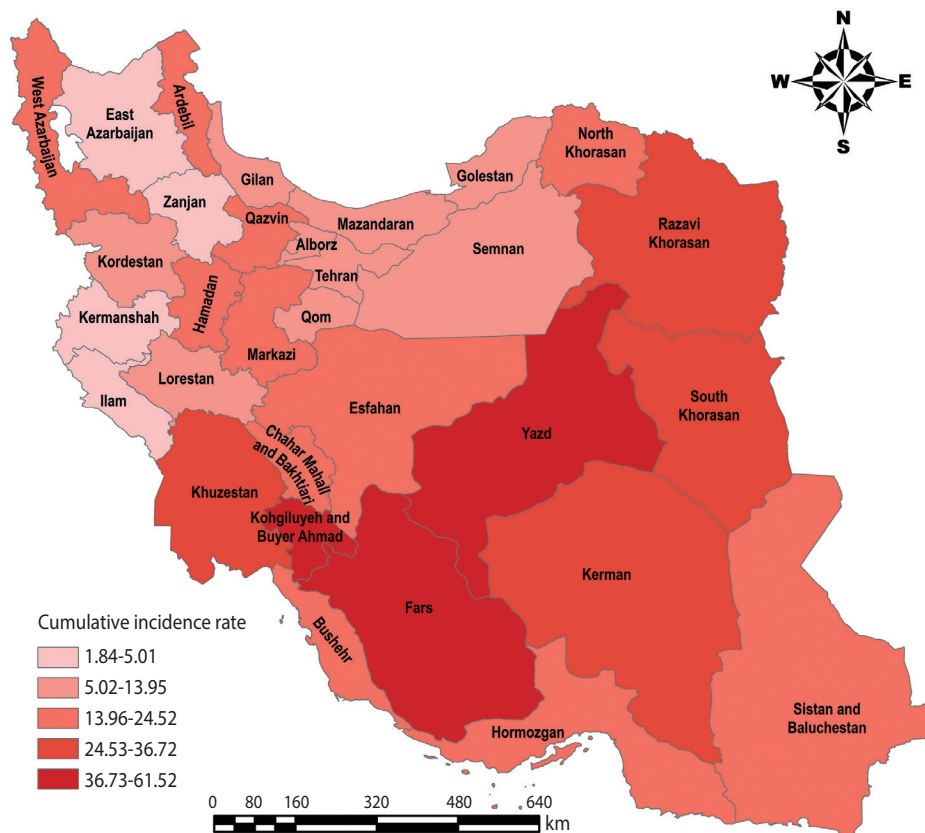 N
W E
S
West Azarbaijan
East
Azarbaijan
Ardebil
Zanjan
Gilan
Qazvin
Alborz
Mazandaran
Golestan
North
Khorasan
Razavi
Khorasan
Semnan
Tehran
Qom
Kordestan
Hamadan
Kermanshah
Markazi
Lorestan
Ilam
Esfahan
Yazd
South
Khorasan
Chahar Mahall
and Bakhtiari
Khuzestan
Kohgiluyeh and
Buyer Ahmad
Fars
Kerman
Bushehr
Hormozgan
Sistan and
Baluchestan
Cumulative incidence rate
1.84-5.01
5.02-13.95
13.96-24.52
24.53-36.72
36.73-61.52
0 80 160 320 480 640
km